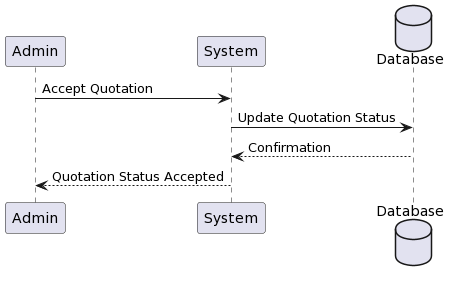 Admin
System
Database
Accept Quotation
Update Quotation Status
Confirmation
Quotation Status Accepted
Admin
System
Database